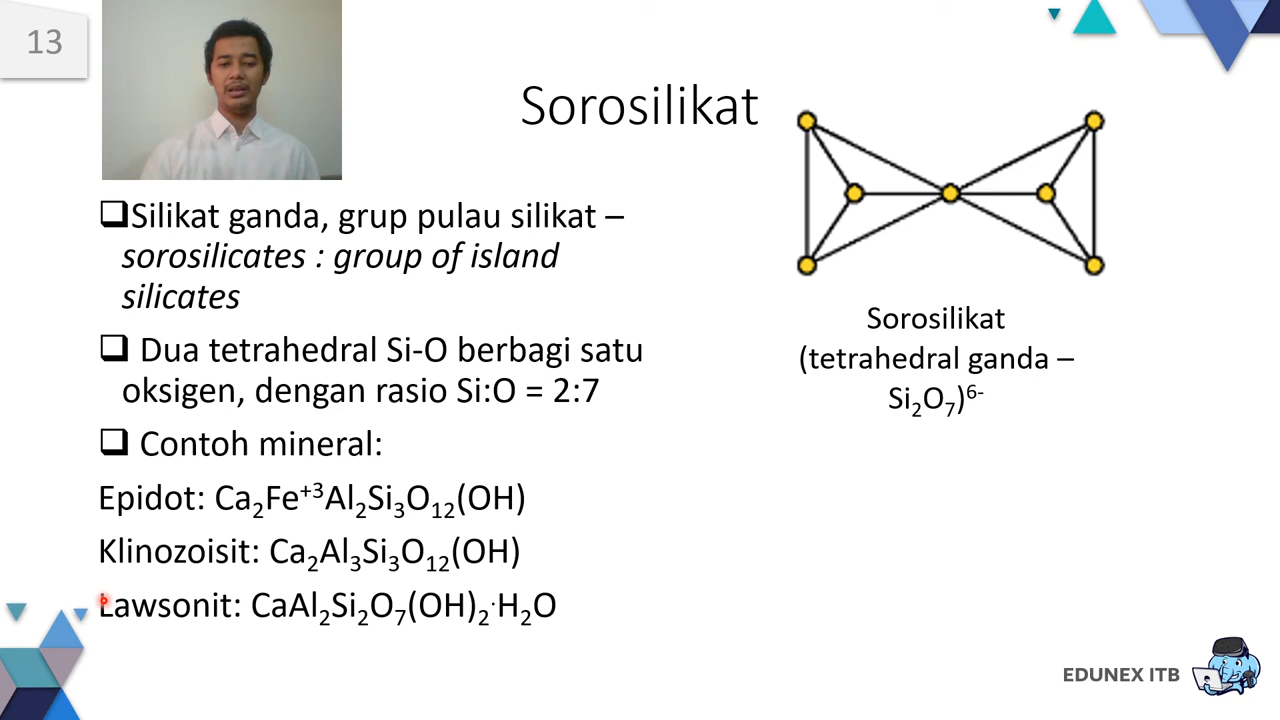 13
Sorosilikat
❑Silikat ganda, grup pulau silikat –
sorosilicates : group of island
silicates
❑ Dua tetrahedral Si-O berbagi satu
oksigen, dengan rasio Si:O = 2:7
❑ Contoh mineral:
Epidot: Ca₂Fe⁺³Al₂Si₃O₁₂(OH)
Klinozoisit: Ca₂Al₃Si₃O₁₂(OH)
Lawsonit: CaAl₂Si₂O₇(OH)₂·H₂O
Sorosilikat
(tetrahedral ganda –
Si₂O₇)⁶⁻
EDUNEX ITB